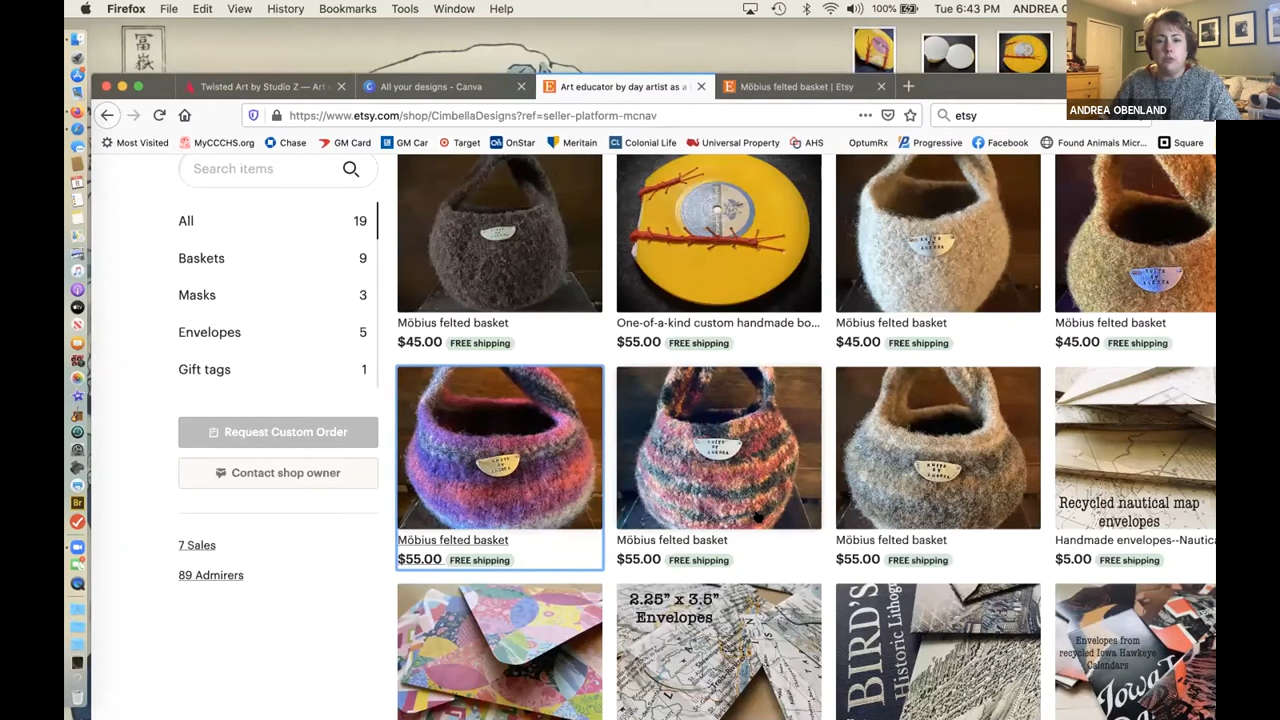 Firefox File Edit View History Bookmarks Tools Window Help 100% Tue 6:43 PM ANDREA O
ANDREA OBENLAND
Twisted Art by Studio Z — Art All your designs - Canva Art educator by day artist as a Möbius felted basket | Etsy
https://www.etsy.com/shop/CimbellaDesigns?ref=seller-platform-mcnav etsy
Most Visited MyCCCHS.org Chase GM Card GM Car Target OnStar Meritain Colonial Life Universal Property AHS OptumRx Progressive Facebook Found Animals Micr... Square
Search items
All 19
Baskets 9
Masks 3
Envelopes 5
Gift tags 1
Request Custom Order
Contact shop owner
7 Sales
89 Admirers
Möbius felted basket One-of-a-kind custom handmade bo... Möbius felted basket Möbius felted basket
$45.00 FREE shipping $55.00 FREE shipping $45.00 FREE shipping $45.00 FREE shipping
Recycled nautical map
envelopes
Möbius felted basket Möbius felted basket Möbius felted basket Handmade envelopes--Nautica
$55.00 FREE shipping $55.00 FREE shipping $55.00 FREE shipping $5.00 FREE shipping
2.25" x 3.5"
Envelopes
BIRD'S
Historic Lithog
Envelopes from
recycled Iowa Hawkeye
Calendars